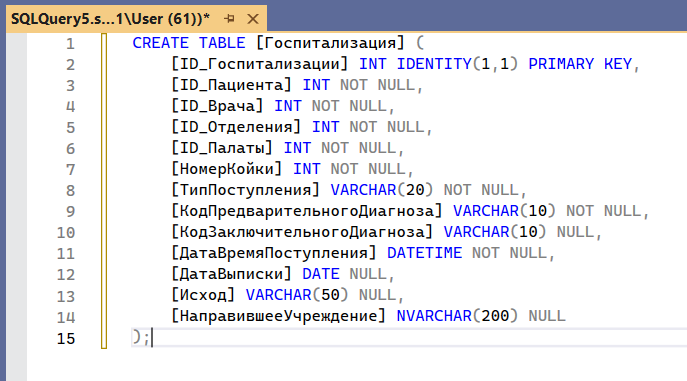 SQLQuery5.s...1\User (61))*
1 CREATE TABLE [Госпитализация] (
2 [ID_Госпитализации] INT IDENTITY(1,1) PRIMARY KEY,
3 [ID_Пациента] INT NOT NULL,
4 [ID_Врача] INT NOT NULL,
5 [ID_Отделения] INT NOT NULL,
6 [ID_Палаты] INT NOT NULL,
7 [НомерКойки] INT NOT NULL,
8 [ТипПоступления] VARCHAR(20) NOT NULL,
9 [КодПредварительногоДиагноза] VARCHAR(10) NOT NULL,
10 [КодЗаключительногоДиагноза] VARCHAR(10) NULL,
11 [ДатаВремяПоступления] DATETIME NOT NULL,
12 [ДатаВыписки] DATE NULL,
13 [Исход] VARCHAR(50) NULL,
14 [НаправившееУчреждение] NVARCHAR(200) NULL
15 );